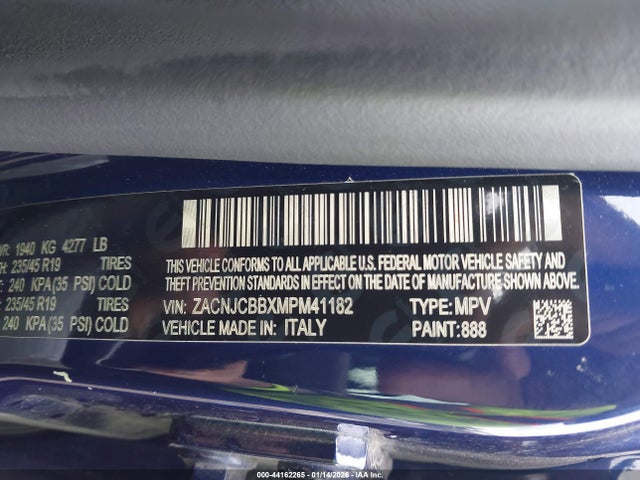 1940 KG 4277 LB
235/45 R19 TIRES
240 KPA(35 PSI) COLD
235/45 R19 TIRES
240 KPA(35 PSI) COLD
THIS VEHICLE CONFORMS TO ALL APPLICABLE U.S. FEDERAL MOTOR VEHICLE SAFETY
AND THEFT PREVENTION STANDARDS IN EFFECT ON THE DATE OF MANUFACTURE SHOWN ABOVE.
VIN: ZACNJCBBXMPM41182 TYPE: MPV
VEHICLE MADE IN: ITALY PAINT: 888
000-44162265 - 01/14/2026 - IAAI.COM